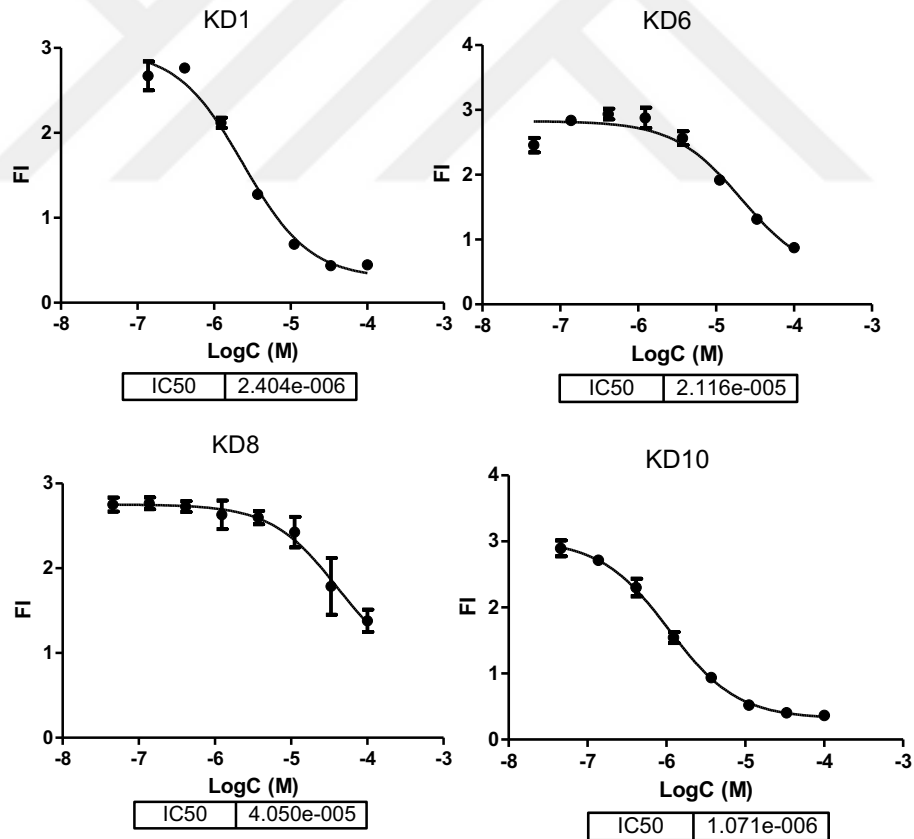 KD1
3
2
1
0
FI
-8 -7 -6 -5 -4 -3
LogC (M)
IC50 2.404e-006
KD6
4
3
2
1
0
FI
-8 -7 -6 -5 -4 -3
LogC (M)
IC50 2.116e-005
KD8
3
2
1
0
FI
-8 -7 -6 -5 -4 -3
LogC (M)
IC50 4.050e-005
KD10
4
3
2
1
0
FI
-8 -7 -6 -5 -4 -3
LogC (M)
IC50 1.071e-006